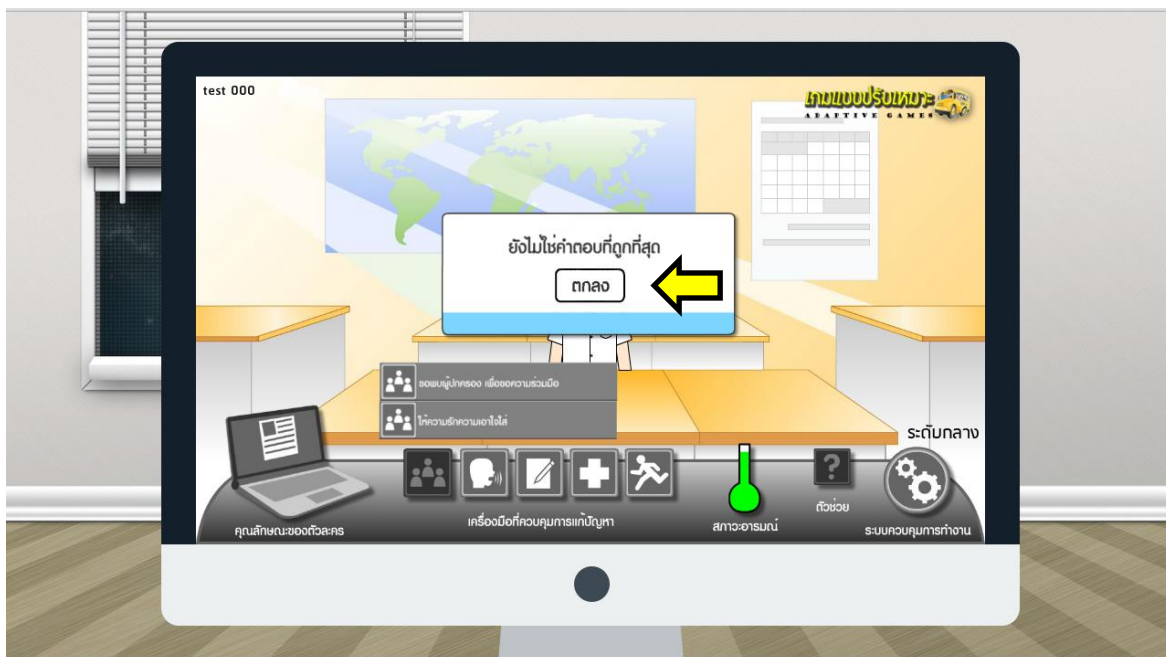 test 000
เกมแบบปรับเหมาะ
ADAPTIVE GAMES
ยังไม่ใช่คำตอบที่ถูกที่สุด
ตกลง
ขอพบผู้ปกครอง เพื่อขอความร่วมมือ
ให้ความรักความเอาใจใส่
ระดับกลาง
?
คุณลักษณะของตัวละคร
เครื่องมือที่ควบคุมการแก้ปัญหา
สภาวะอารมณ์
ตัวช่วย
ระบบควบคุมการทำงาน